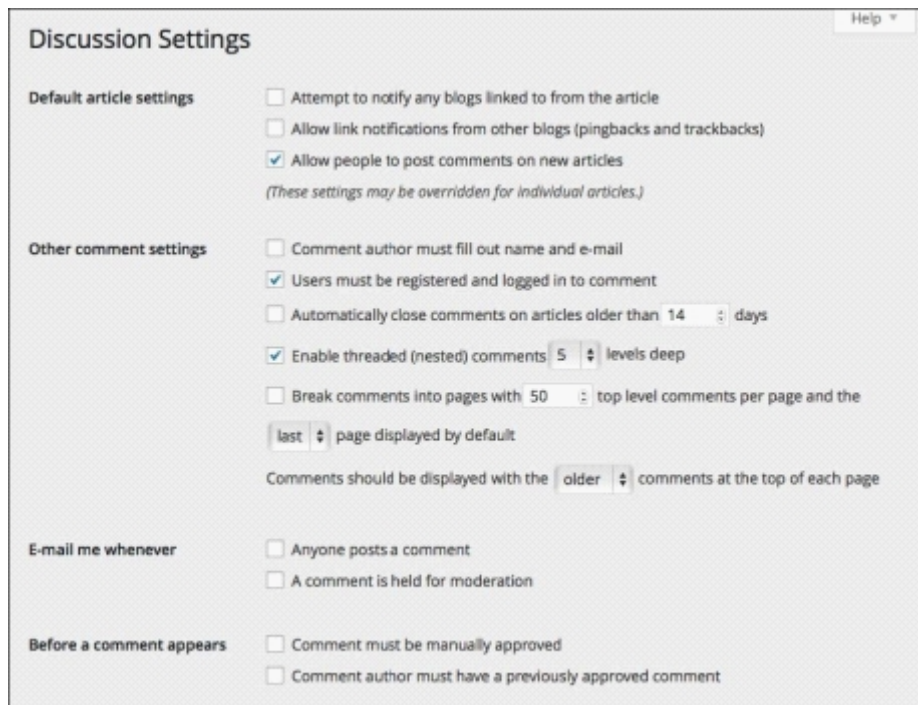 Help
Discussion Settings
Default article settings
Attempt to notify any blogs linked to from the article
Allow link notifications from other blogs (pingbacks and trackbacks)
Allow people to post comments on new articles
(These settings may be overridden for individual articles.)
Other comment settings
Comment author must fill out name and e-mail
Users must be registered and logged in to comment
Automatically close comments on articles older than 14 days
Enable threaded (nested) comments 5 levels deep
Break comments into pages with 50 top level comments per page and the
last page displayed by default
Comments should be displayed with the older comments at the top of each page
E-mail me whenever
Anyone posts a comment
A comment is held for moderation
Before a comment appears
Comment must be manually approved
Comment author must have a previously approved comment